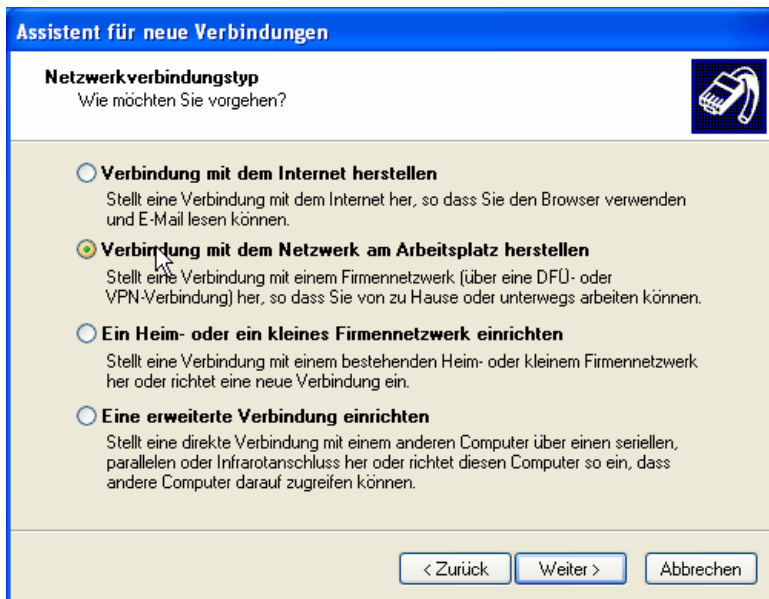 Assistent für neue Verbindungen
Netzwerkverbindungstyp
Wie möchten Sie vorgehen?
Verbindung mit dem Internet herstellen
Stellt eine Verbindung mit dem Internet her, so dass Sie den Browser verwenden
und E-Mail lesen können.
Verbindung mit dem Netzwerk am Arbeitsplatz herstellen
Stellt eine Verbindung mit einem Firmennetzwerk (über eine DFÜ- oder
VPN-Verbindung) her, so dass Sie von zu Hause oder unterwegs arbeiten können.
Ein Heim- oder ein kleines Firmennetzwerk einrichten
Stellt eine Verbindung mit einem bestehenden Heim- oder kleinem Firmennetzwerk
her oder richtet eine neue Verbindung ein.
Eine erweiterte Verbindung einrichten
Stellt eine direkte Verbindung mit einem anderen Computer über einen seriellen,
parallelen oder Infrarotanschluss her oder richtet diesen Computer so ein, dass
andere Computer darauf zugreifen können.
< Zurück Weiter > Abbrechen